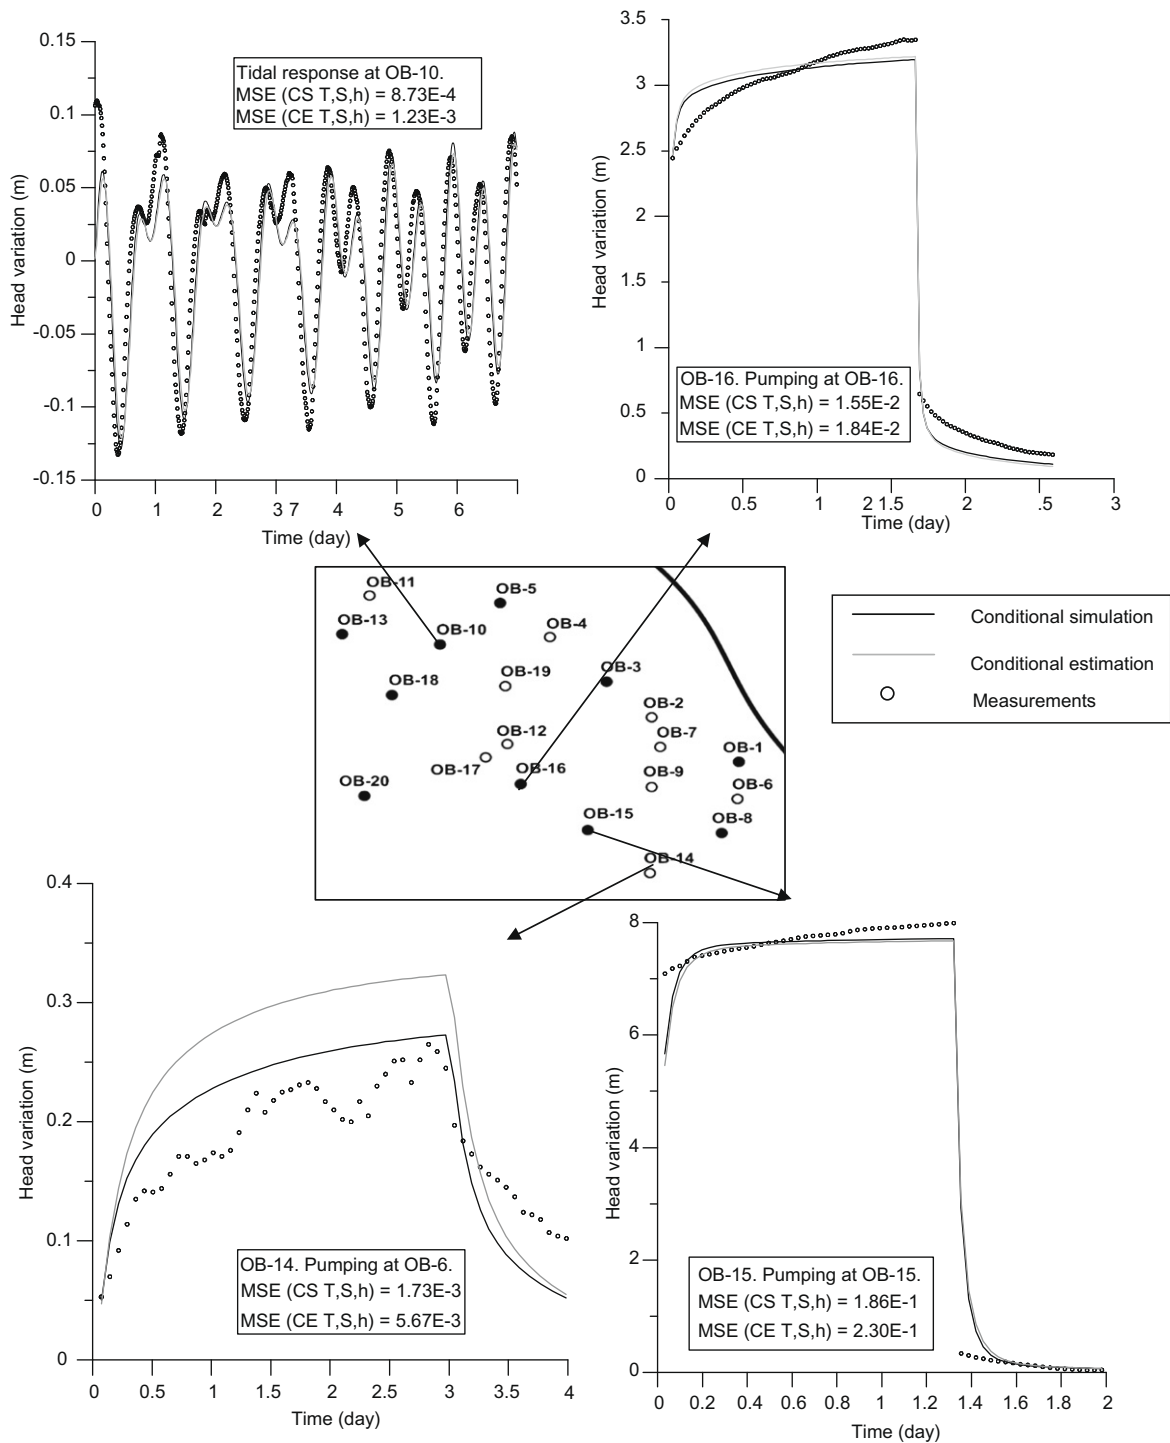 0.15
0.1
0.05
0
-0.05
-0.1
-0.15
Head variation (m)
Tidal response at OB-10.
MSE (CS T,S,h) = 8.73E-4
MSE (CE T,S,h) = 1.23E-3
0 1 2 3 7 4 5 6
Time (day)
3.5
3
2.5
2
1.5
1
0.5
0
Head variation (m)
OB-16. Pumping at OB-16.
MSE (CS T,S,h) = 1.55E-2
MSE (CE T,S,h) = 1.84E-2
0 0.5 1 2 1.5 2 .5 3
Time (day)
OB-11
OB-5
OB-13
OB-10
OB-4
OB-18
OB-19
OB-3
OB-2
OB-12
OB-7
OB-1
OB-17
OB-16
OB-20
OB-9
OB-6
OB-15
OB-8
OB-14
Conditional simulation
Conditional estimation
Measurements
0.4
0.3
0.2
0.1
0
Head variation (m)
OB-14. Pumping at OB-6.
MSE (CS T,S,h) = 1.73E-3
MSE (CE T,S,h) = 5.67E-3
0 0.5 1 1.5 2 2.5 3 3.5 4
Time (day)
8
6
4
2
0
Head variation (m)
OB-15. Pumping at OB-15.
MSE (CS T,S,h) = 1.86E-1
MSE (CE T,S,h) = 2.30E-1
0 0.2 0.4 0.6 0.8 1 1.2 1.4 1.6 1.8 2
Time (day)